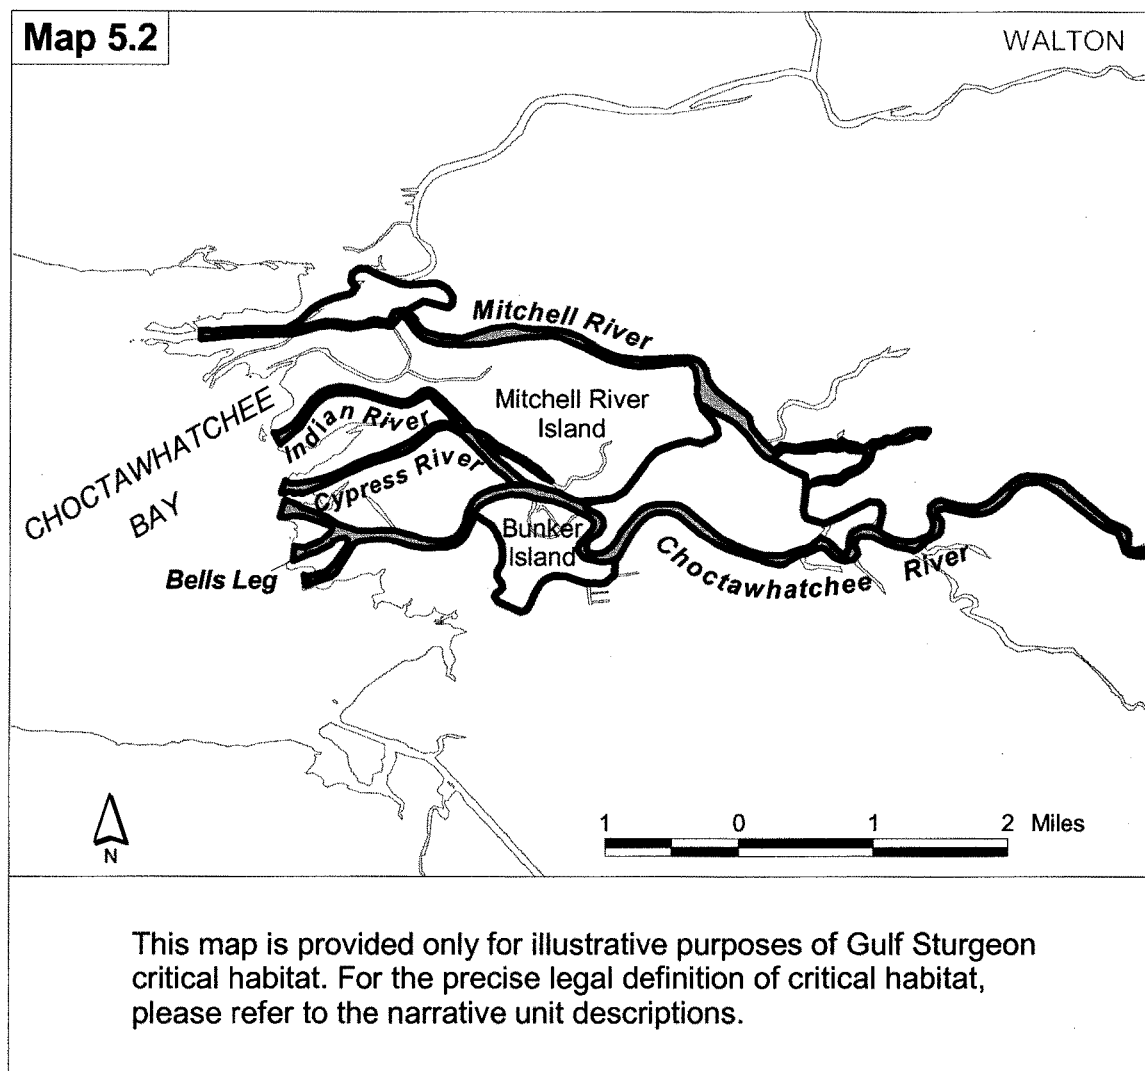 Map 5.2
WALTON
Mitchell River
Mitchell River
Island
CHOCTAWHATCHEE
BAY
Indian River
Cypress River
Bunker
Island
Choctawhatchee River
Bells Leg
N
1 0 1 2 Miles
This map is provided only for illustrative purposes of Gulf Sturgeon
critical habitat. For the precise legal definition of critical habitat,
please refer to the narrative unit descriptions.